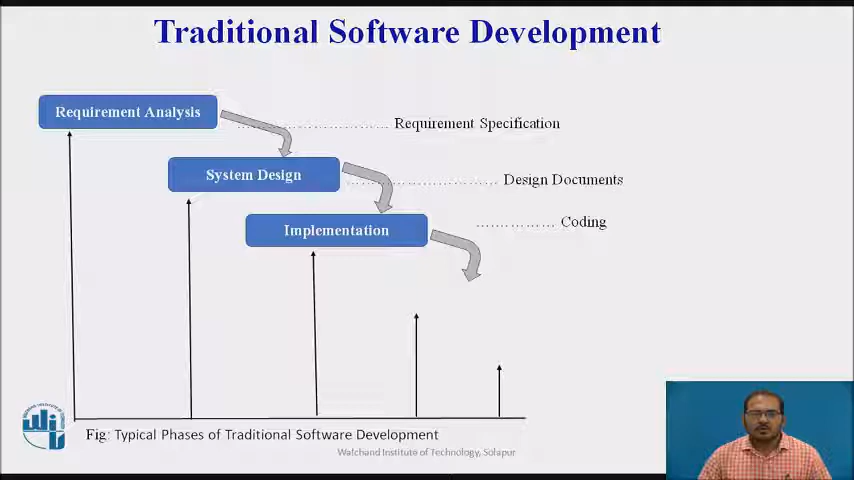 Traditional Software Development
Requirement Analysis
Requirement Specification
System Design
Design Documents
Implementation
Coding
Fig: Typical Phases of Traditional Software Development
Walchand Institute of Technology, Solapur